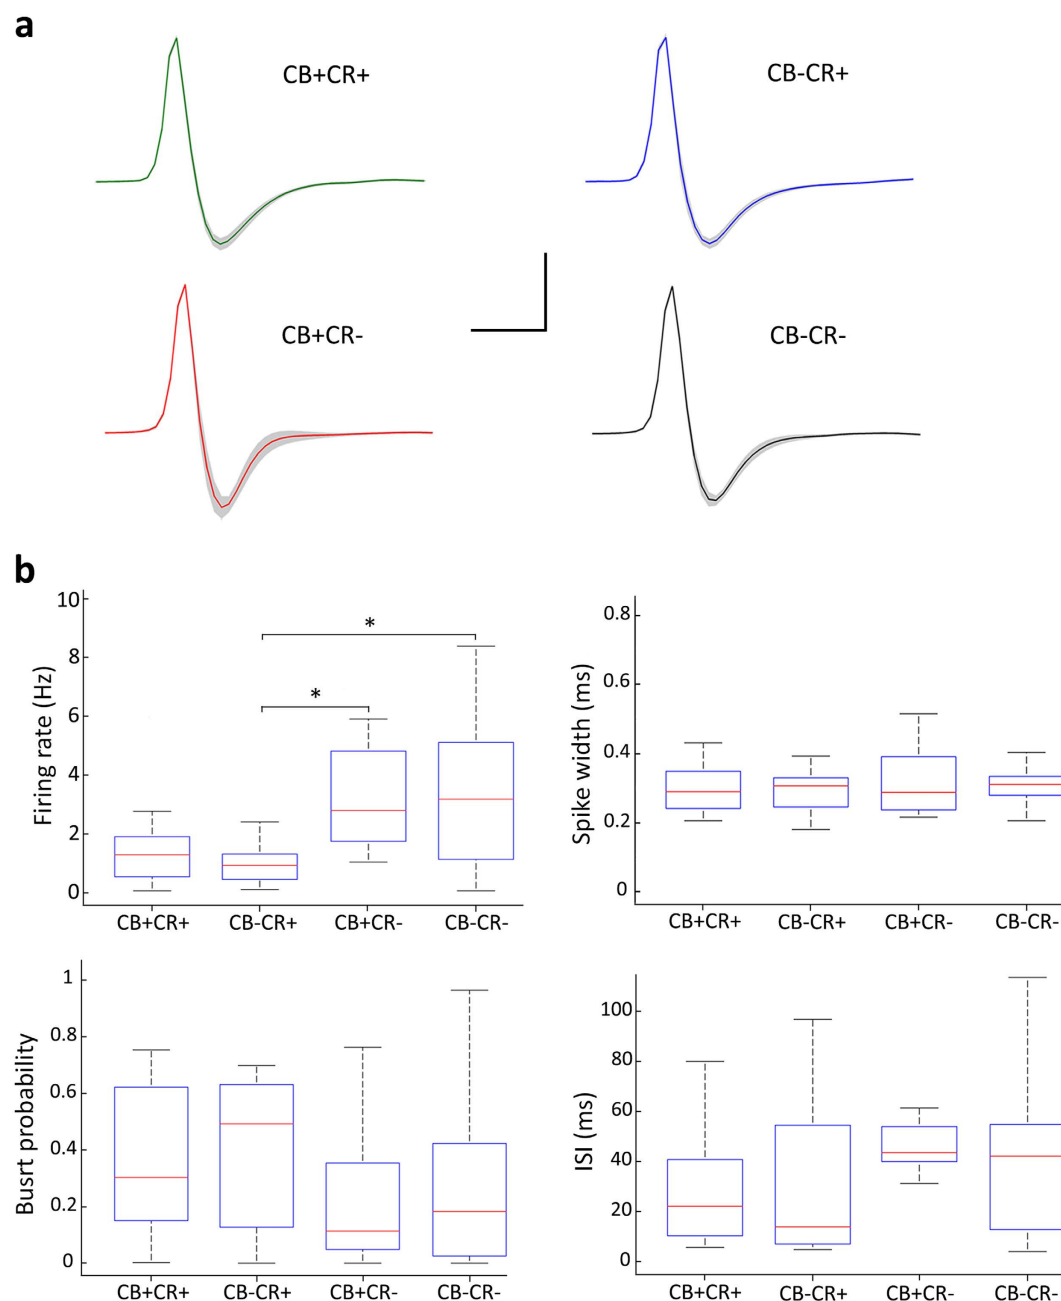 a
CB+CR+
CB-CR+
CB+CR-
CB-CR-
b
Firing rate (Hz)
10
8
6
4
2
0
*
*
CB+CR+ CB-CR+ CB+CR- CB-CR-
Spike width (ms)
0.8
0.6
0.4
0.2
0
CB+CR+ CB-CR+ CB+CR- CB-CR-
Busrt probability
1
0.8
0.6
0.4
0.2
0
CB+CR+ CB-CR+ CB+CR- CB-CR-
ISI (ms)
100
80
60
40
20
0
CB+CR+ CB-CR+ CB+CR- CB-CR-